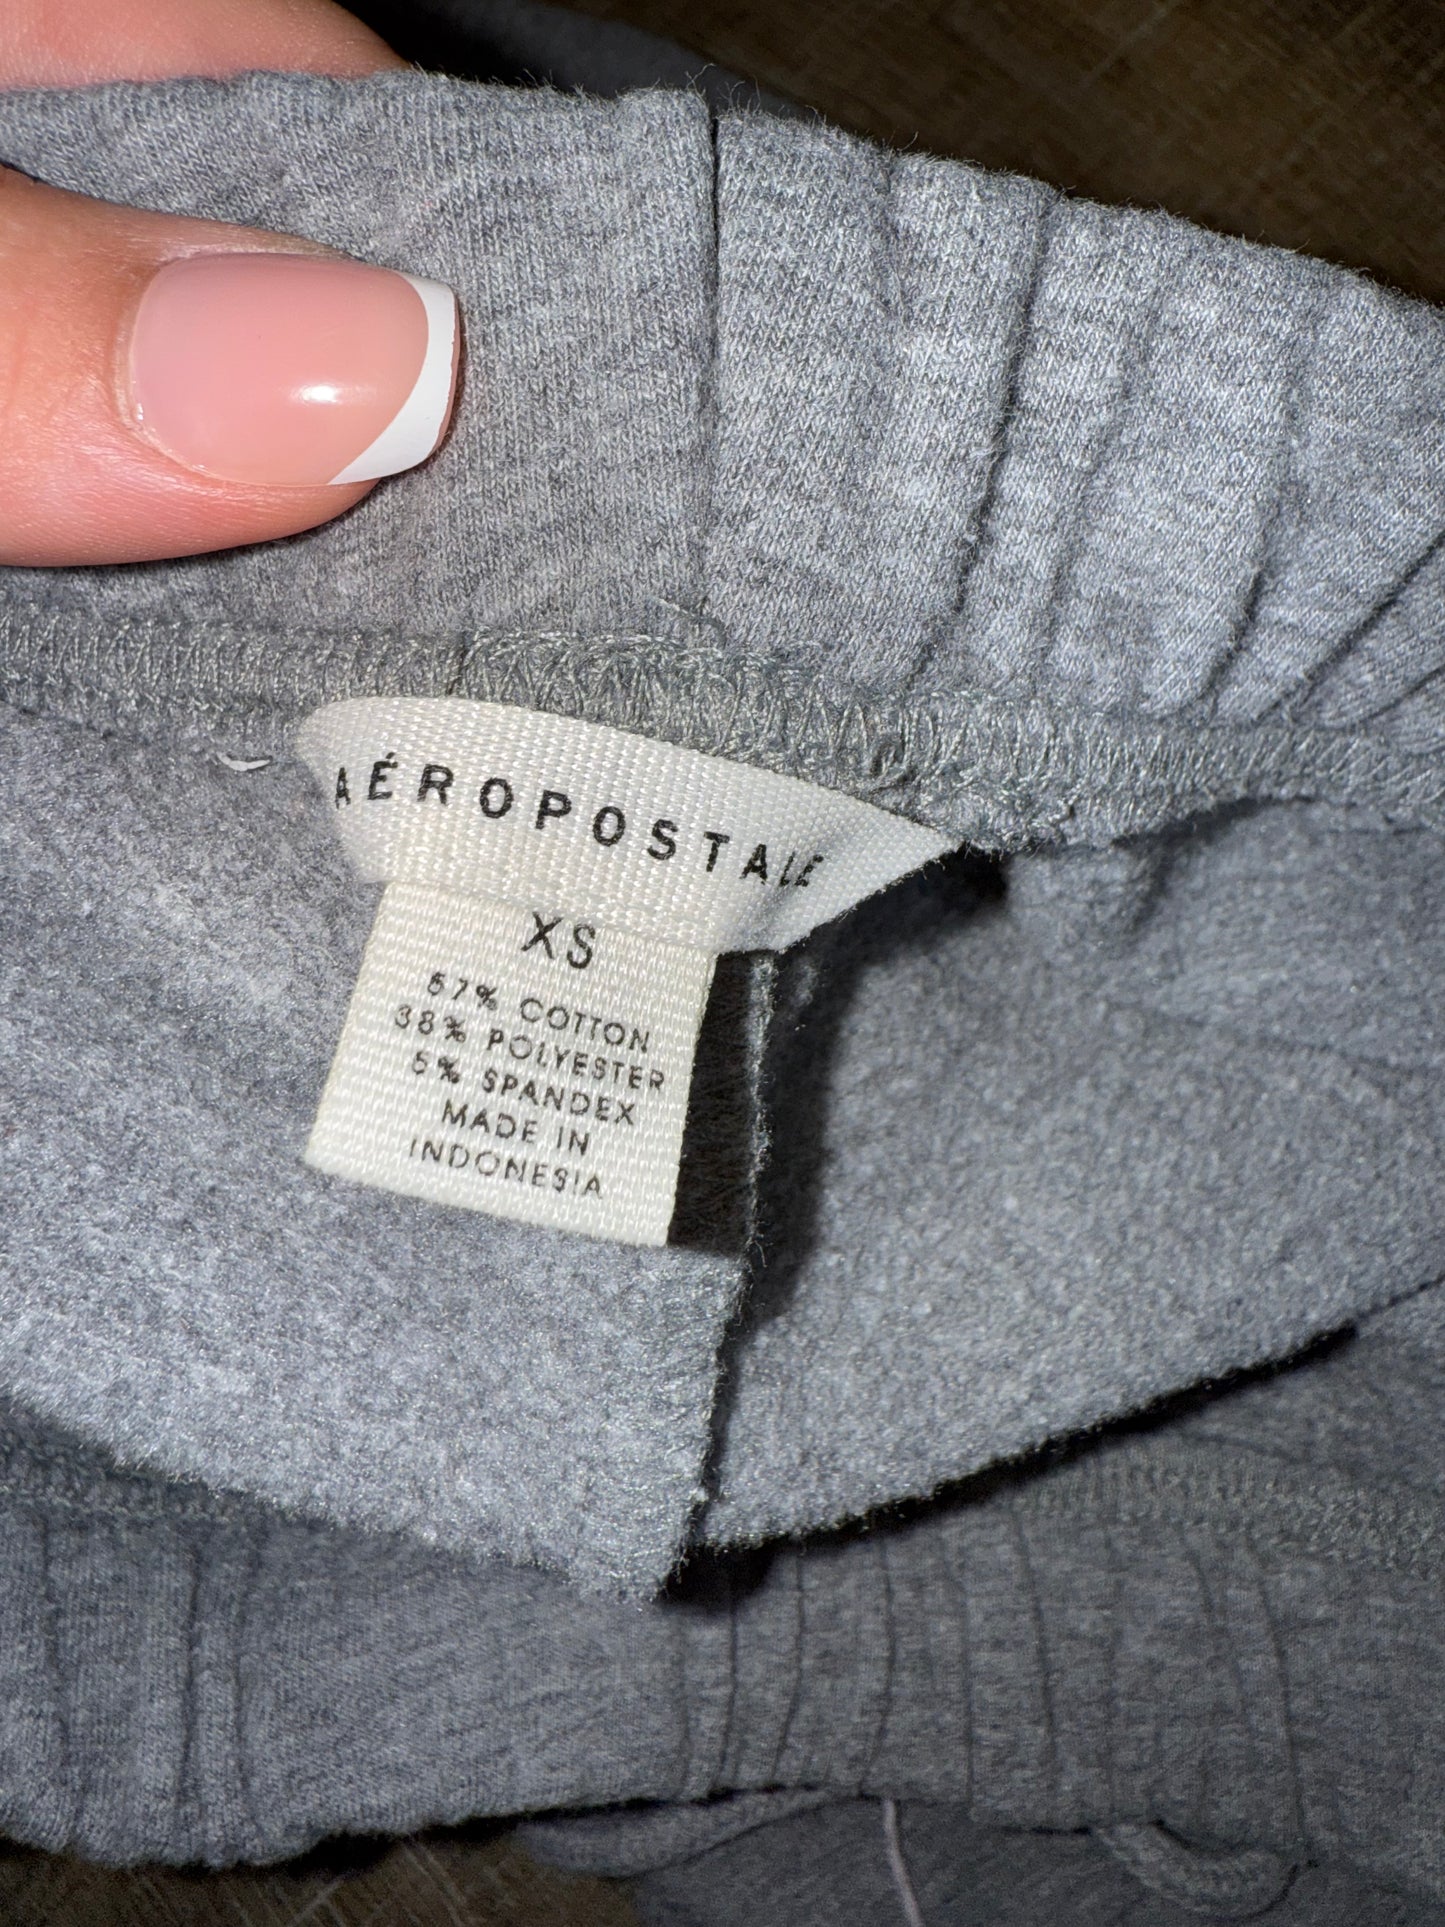 AÉROPOSTALE
XS
57% COTTON
38% POLYESTER
5% SPANDEX
MADE IN
INDONESIA